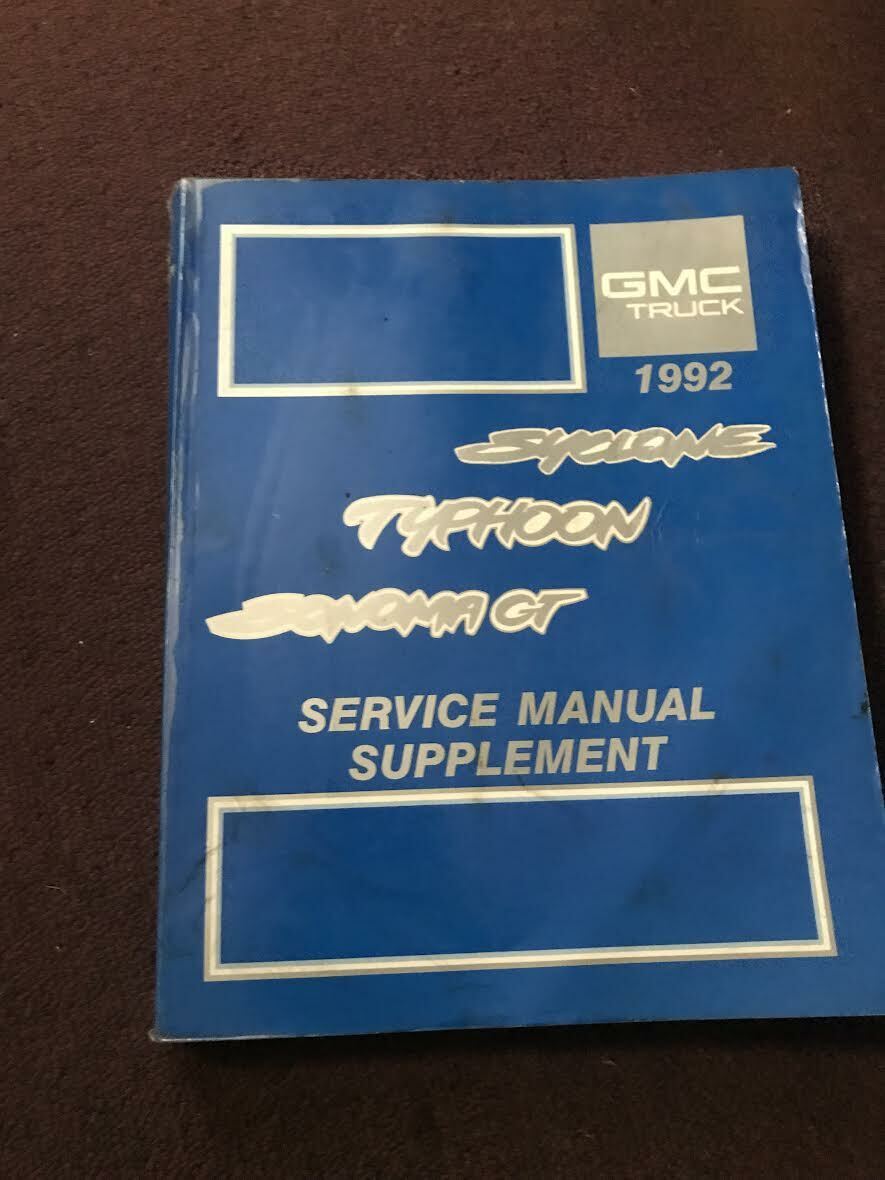 GMC
TRUCK
1992
SYCLONE
TYPHOON
SONOMA GT
SERVICE MANUAL
SUPPLEMENT